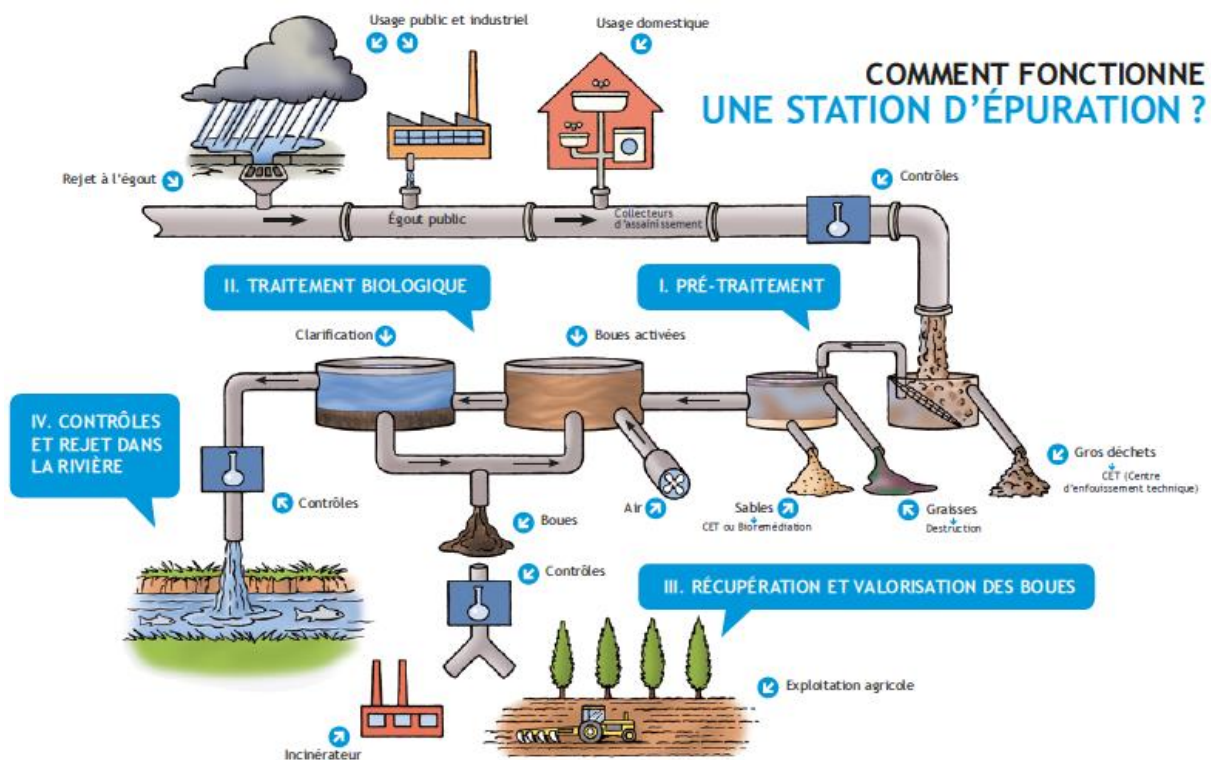 Usage public et industriel
Usage domestique
COMMENT FONCTIONNE
UNE STATION D'ÉPURATION ?
Rejet à l'égout
Contrôles
Égout public
Collecteurs
d'assainissement
II. TRAITEMENT BIOLOGIQUE
I. PRÉ-TRAITEMENT
Clarification
Boues activées
IV. CONTRÔLES
ET REJET DANS
LA RIVIÈRE
Gros déchets
CET (Centre
d'enfouissement technique)
Contrôles
Boues
Air
Sables
CET ou Bioremédiation
Graisses
Destruction
Contrôles
III. RÉCUPÉRATION ET VALORISATION DES BOUES
Exploitation agricole
Incinérateur